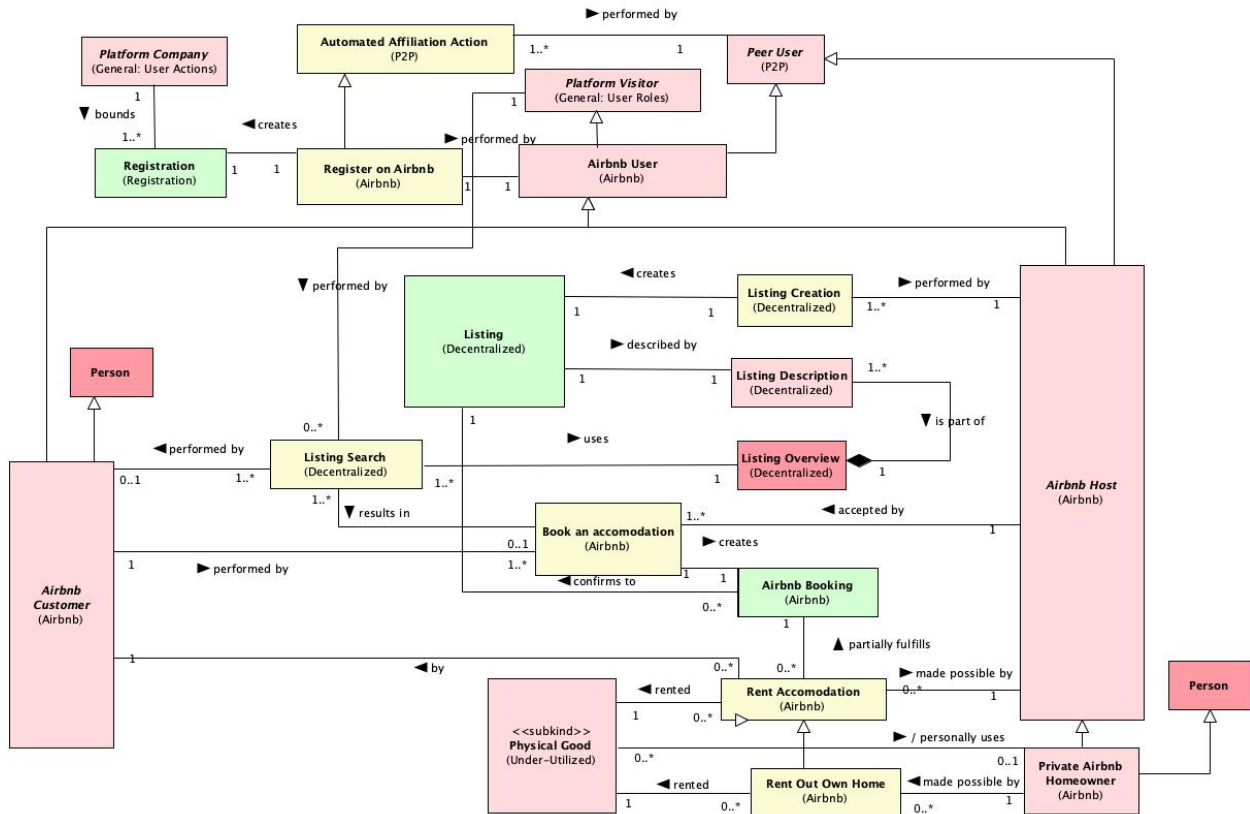 ► performed by
Automated Affiliation Action
(P2P)
1..*
1
Peer User
(P2P)
Platform Company
(General: User Actions)
Platform Visitor
(General: User Roles)
1
1
▼ bounds
1..*
◄ creates
► performed by
Registration
(Registration)
1
1
Register on Airbnb
(Airbnb)
1
1
Airbnb User
(Airbnb)
▼ performed by
◄ creates
Listing Creation
(Decentralized)
► performed by
1
1
1..*
1
Listing
(Decentralized)
► described by
Listing Description
(Decentralized)
1..*
1
1
Person
▼ is part of
1
0..*
► uses
◄ performed by
Listing Search
(Decentralized)
Listing Overview
(Decentralized)
0..1
1..*
1..*
1
1
Airbnb Host
(Airbnb)
1..*
▼ results in
Book an accomodation
(Airbnb)
1..*
◄ accepted by
1
0..1
► creates
1
► performed by
1..*
1
1
◄ confirms to
Airbnb Booking
(Airbnb)
0..*
Airbnb
Customer
(Airbnb)
1
▲ partially fulfills
1
◄ by
0..*
0..*
► made possible by
◄ rented
Rent Accomodation
(Airbnb)
0..*
1
Person
1
0..*
<<subkind>>
Physical Good
(Under-Utilized)
► / personally uses
0..*
0..1
Private Airbnb
Homeowner
(Airbnb)
◄ rented
Rent Out Own Home
(Airbnb)
◄ made possible by
1
0..*
0..*
1